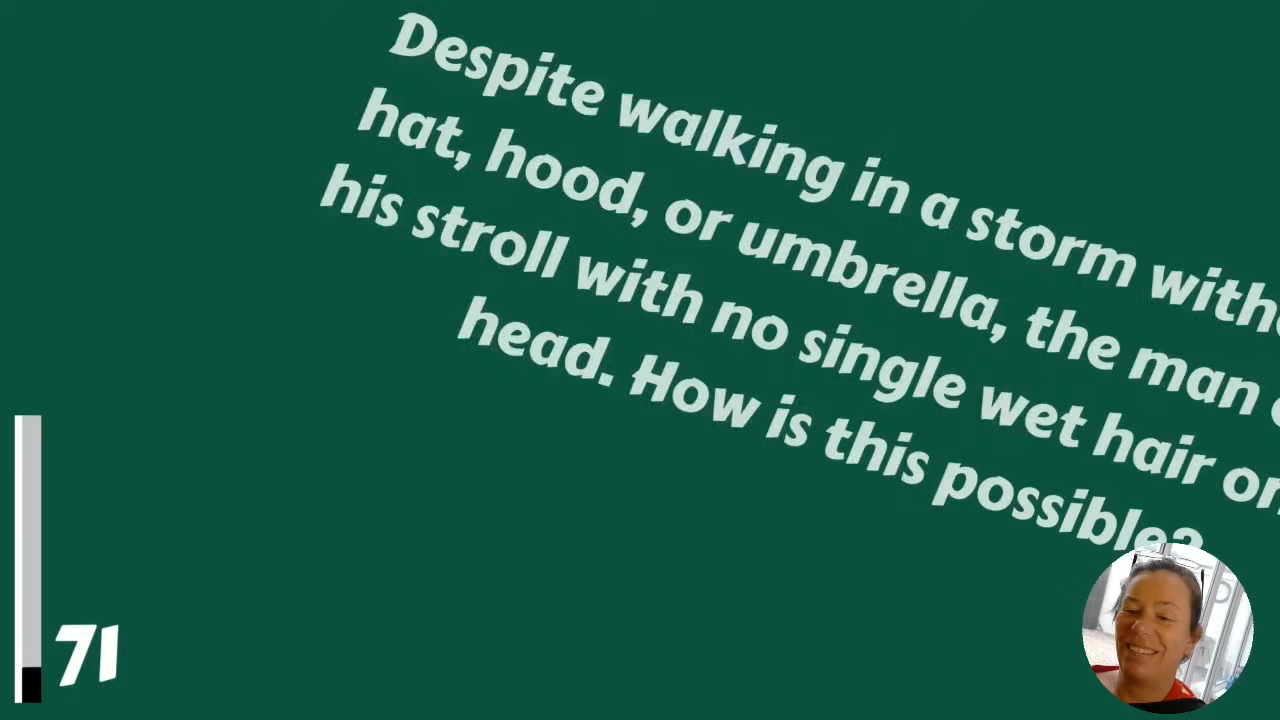 Despite walking in a storm with
hat, hood, or umbrella, the man
his stroll with no single wet hair on
head. How is this possible?
71